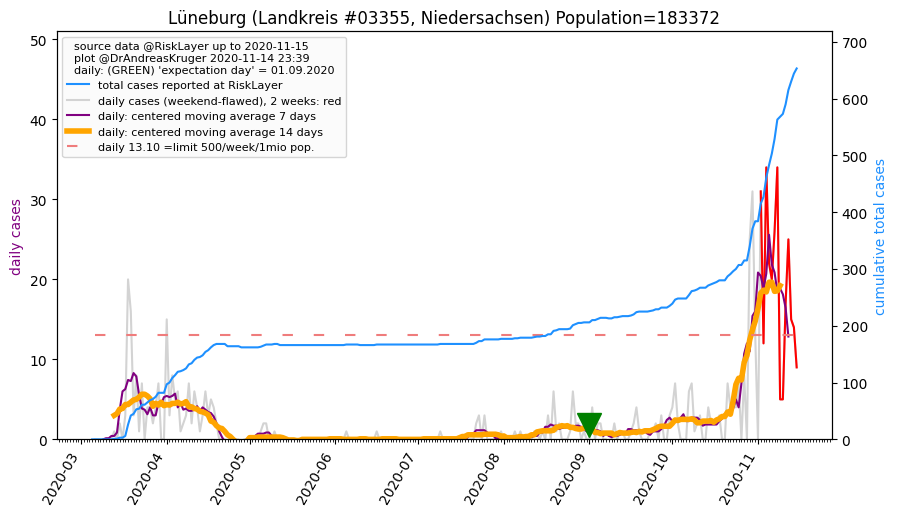 Lüneburg (Landkreis #03355, Niedersachsen) Population=183372
source data @RiskLayer up to 2020-11-15
plot @DrAndreasKruger 2020-11-14 23:39
daily: (GREEN) 'expectation day' = 01.09.2020
total cases reported at RiskLayer
daily cases (weekend-flawed), 2 weeks: red
daily: centered moving average 7 days
daily: centered moving average 14 days
daily 13.10 =limit 500/week/1mio pop.
daily cases
50
40
30
20
10
0
cumulative total cases
700
600
500
400
300
200
100
0
2020-03
2020-04
2020-05
2020-06
2020-07
2020-08
2020-09
2020-10
2020-11